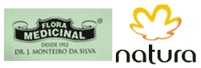 FLORA
MEDICINAL
DESDE 1912
DR. J. MONTEIRO DA SILVA
natura